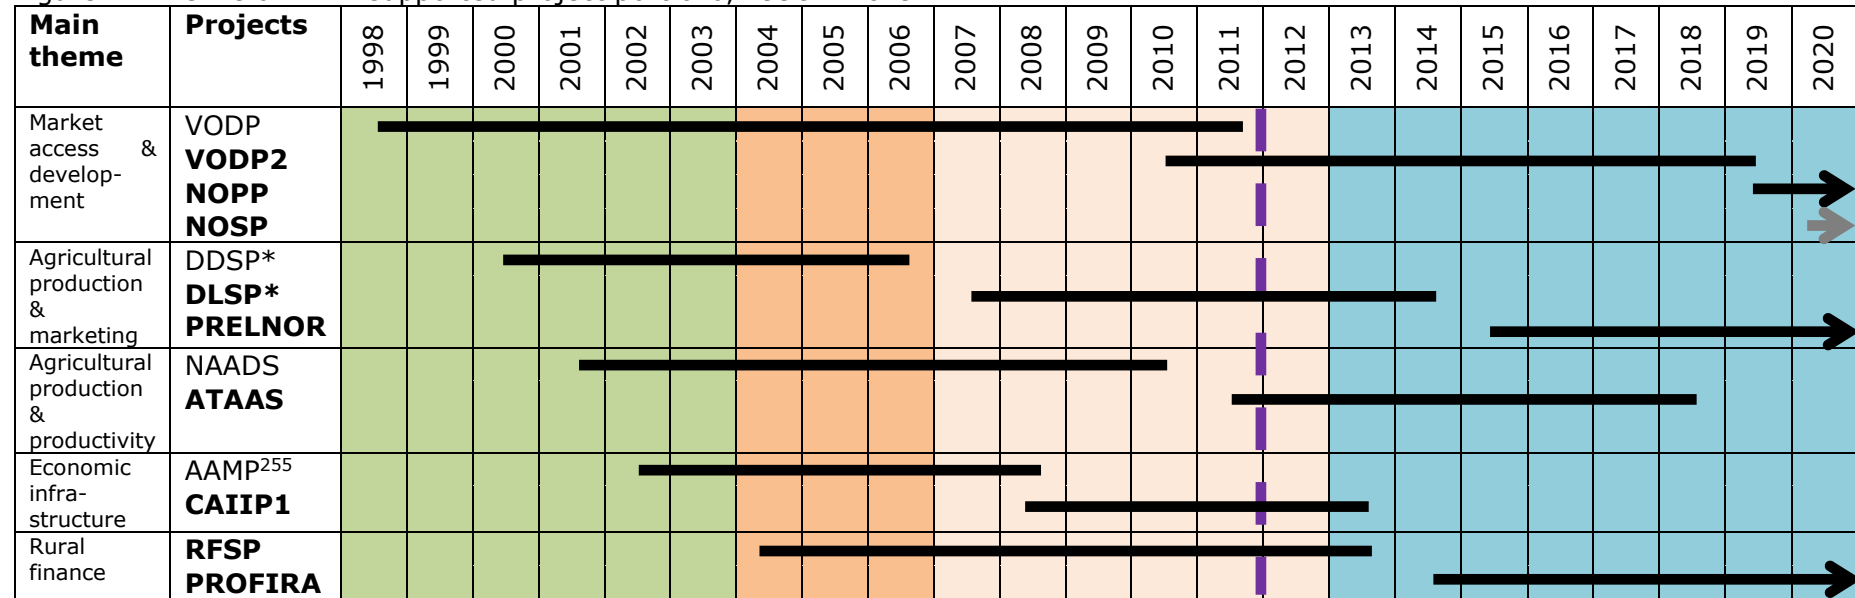 Main theme Projects 1998 1999 2000 2001 2002 2003 2004 2005 2006 2007 2008 2009 2010 2011 2012 2013 2014 2015 2016 2017 2018 2019 2020
Market
access &
develop-
ment
VODP
VODP2
NOPP
NOSP
Agricultural
production
&
marketing
DDSP*
DLSP*
PRELNOR
Agricultural
production
&
productivity
NAADS
ATAAS
Economic
infra-
structure
AAMP255
CAIIP1
Rural
finance
RFSP
PROFIRA